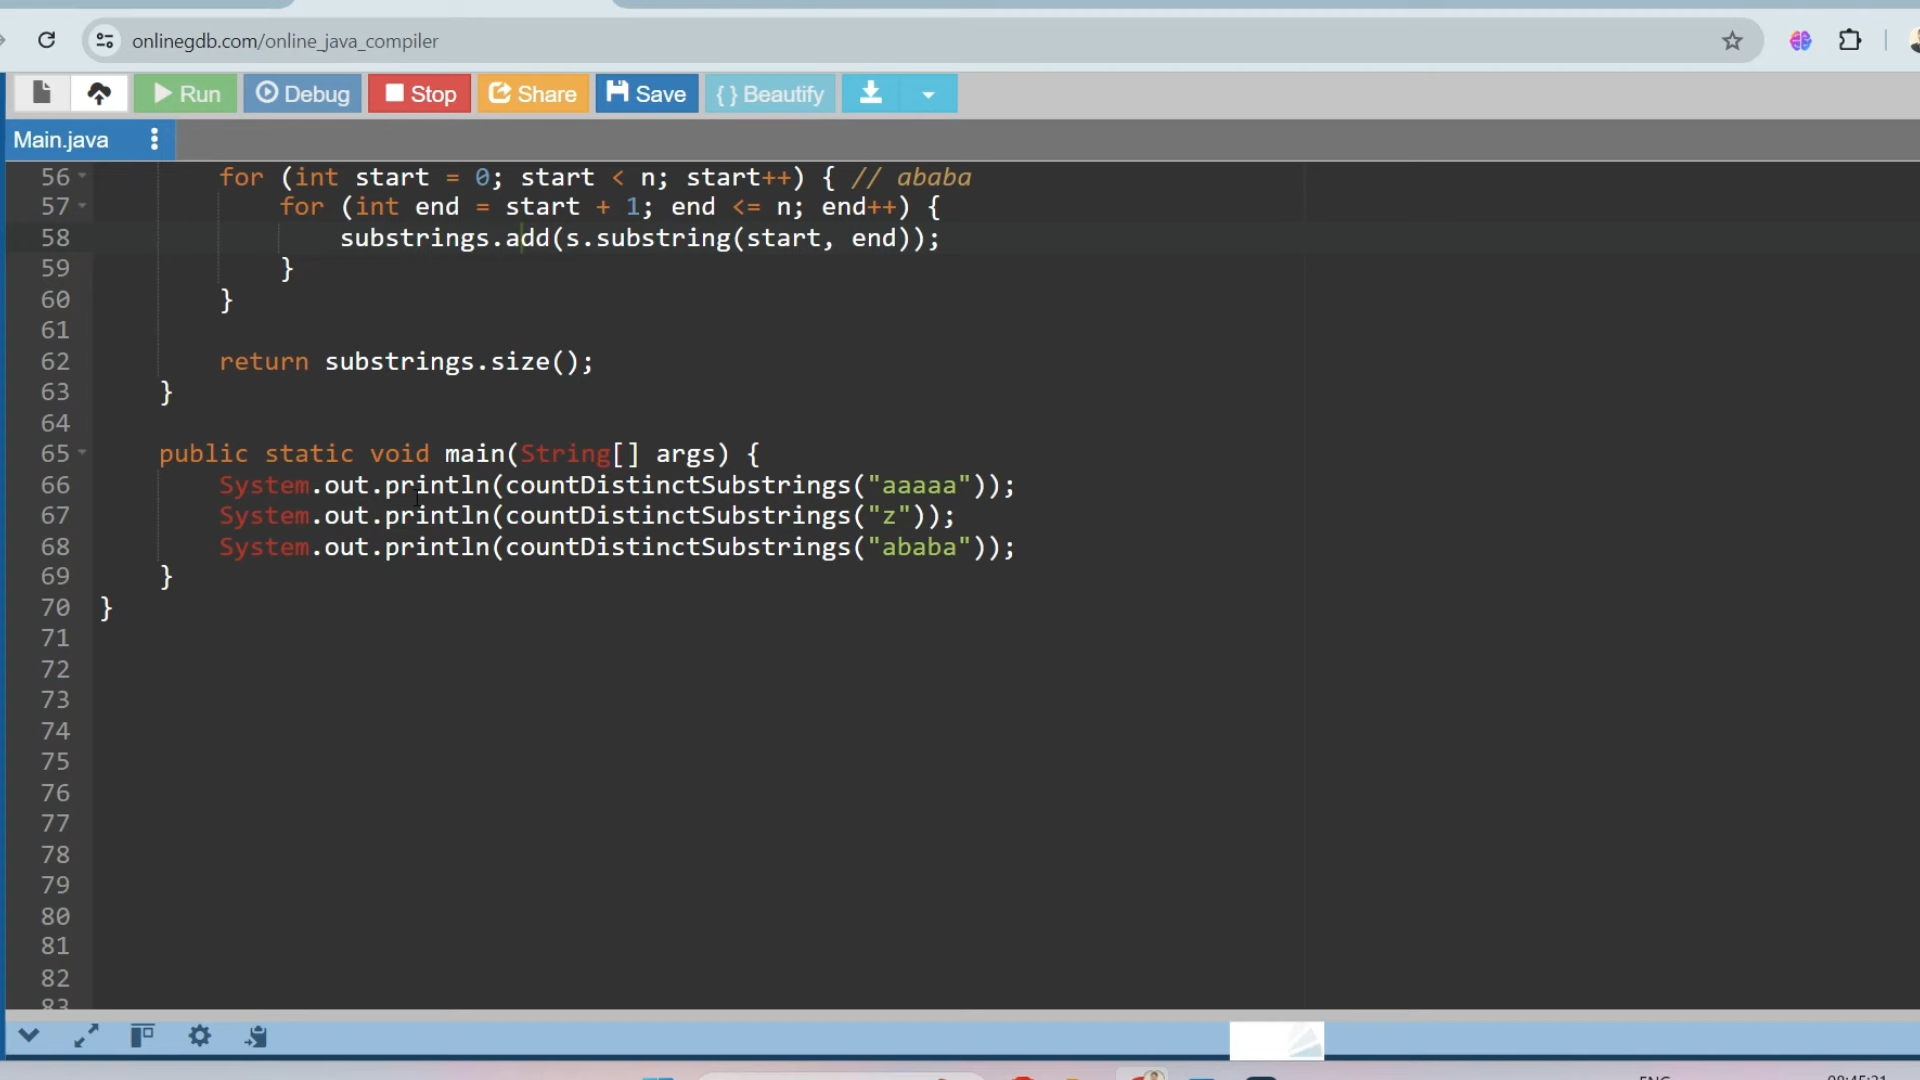 onlinegdb.com/online_java_compiler
Run Debug Stop Share Save { } Beautify
Main.java
56 for (int start = 0; start < n; start++) { // ababa
57 for (int end = start + 1; end <= n; end++) {
58 substrings.add(s.substring(start, end));
59 }
60 }
61
62 return substrings.size();
63 }
64
65 public static void main(String[] args) {
66 System.out.println(countDistinctSubstrings("aaaaa"));
67 System.out.println(countDistinctSubstrings("z"));
68 System.out.println(countDistinctSubstrings("ababa"));
69 }
70 }
71
72
73
74
75
76
77
78
79
80
81
82
83